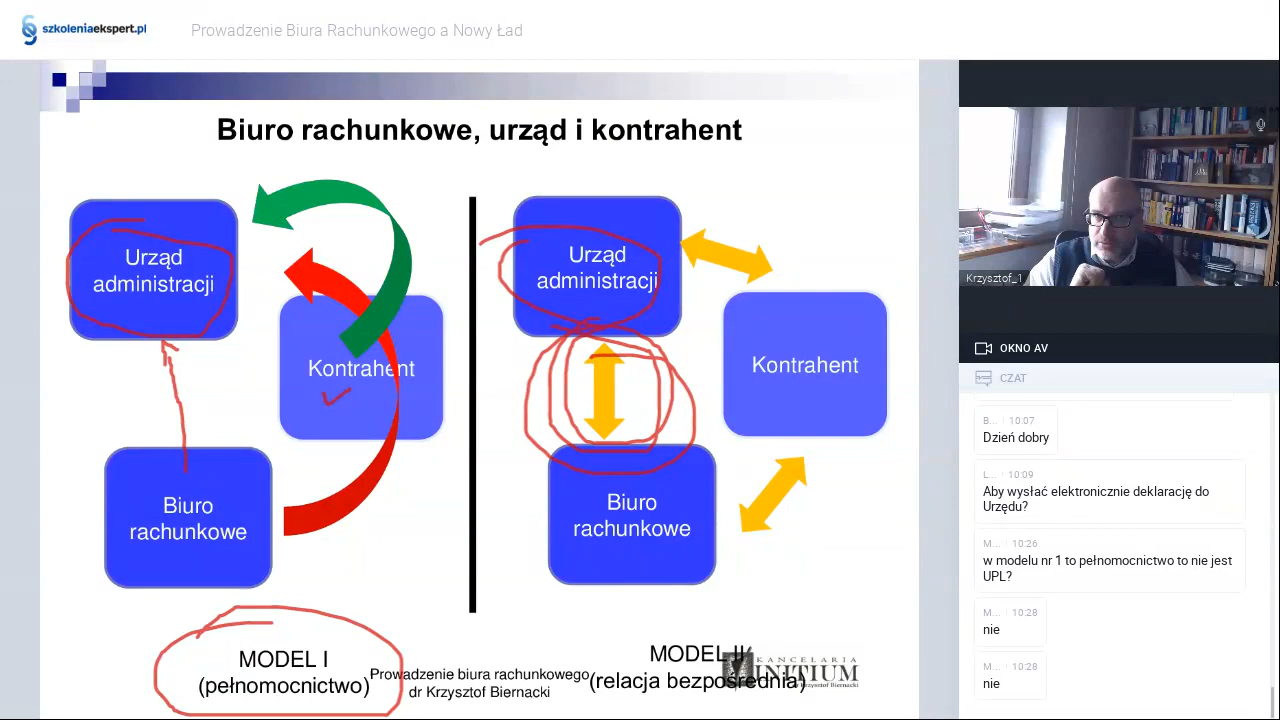 szkoleniaekspert.pl
Prowadzenie Biura Rachunkowego a Nowy Ład
Biuro rachunkowe, urząd i kontrahent
Urząd
administracji
Kontrahent
Biuro
rachunkowe
MODEL I
(pełnomocnictwo)
Urząd
administracji
Kontrahent
Biuro
rachunkowe
MODEL II
(relacja bezpośrednia)
Prowadzenie biura rachunkowego
dr Krzysztof Biernacki
KANCELARIA
INITIUM
Krzysztof Biernacki
Krzysztof_1
OKNO AV
CZAT
B... 10:07
Dzień dobry
L... 10:09
Aby wysłać elektronicznie deklarację do
Urzędu?
M... 10:26
w modelu nr 1 to pełnomocnictwo to nie jest
UPL?
M... 10:28
nie
M... 10:28
nie